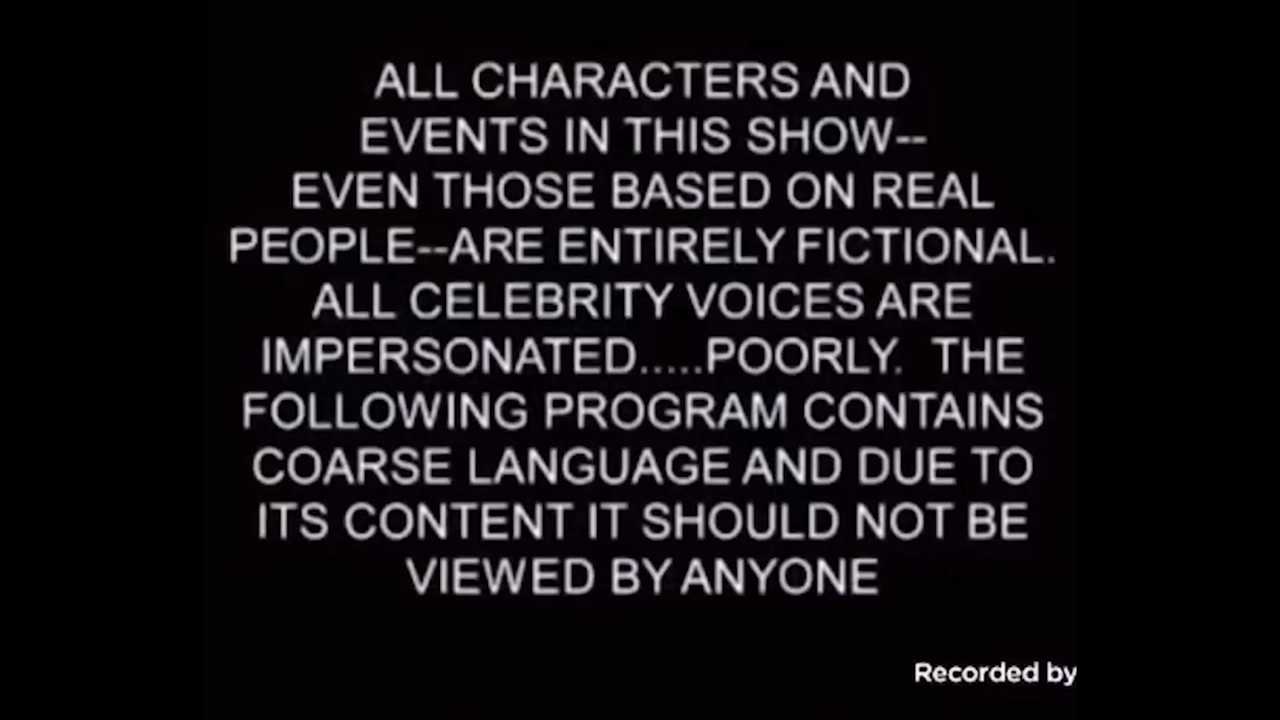 ALL CHARACTERS AND
EVENTS IN THIS SHOW--
EVEN THOSE BASED ON REAL
PEOPLE--ARE ENTIRELY FICTIONAL.
ALL CELEBRITY VOICES ARE
IMPERSONATED.....POORLY.  THE
FOLLOWING PROGRAM CONTAINS
COARSE LANGUAGE AND DUE TO
ITS CONTENT IT SHOULD NOT BE
VIEWED BY ANYONE
Recorded by